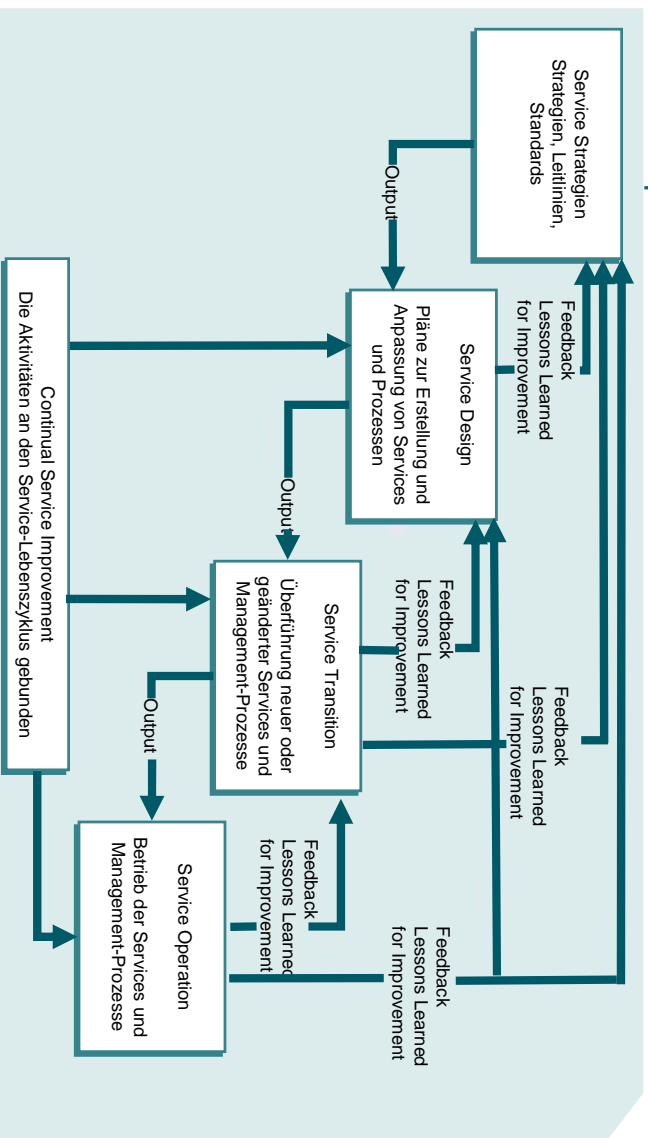 Service Strategien
Strategien, Leitlinien,
Standards
Output
Feedback
Lessons Learned
for Improvement
Service Design
Pläne zur Erstellung und
Anpassung von Services
und Prozessen
Output
Feedback
Lessons Learned
for Improvement
Feedback
Lessons Learned
for Improvement
Service Transition
Überführung neuer oder
geänderter Services und
Management-Prozesse
Output
Feedback
Lessons Learned
for Improvement
Feedback
Lessons Learned
for Improvement
Service Operation
Betrieb der Services und
Management-Prozesse
Continual Service Improvement
Die Aktivitäten an den Service-Lebenszyklus gebunden